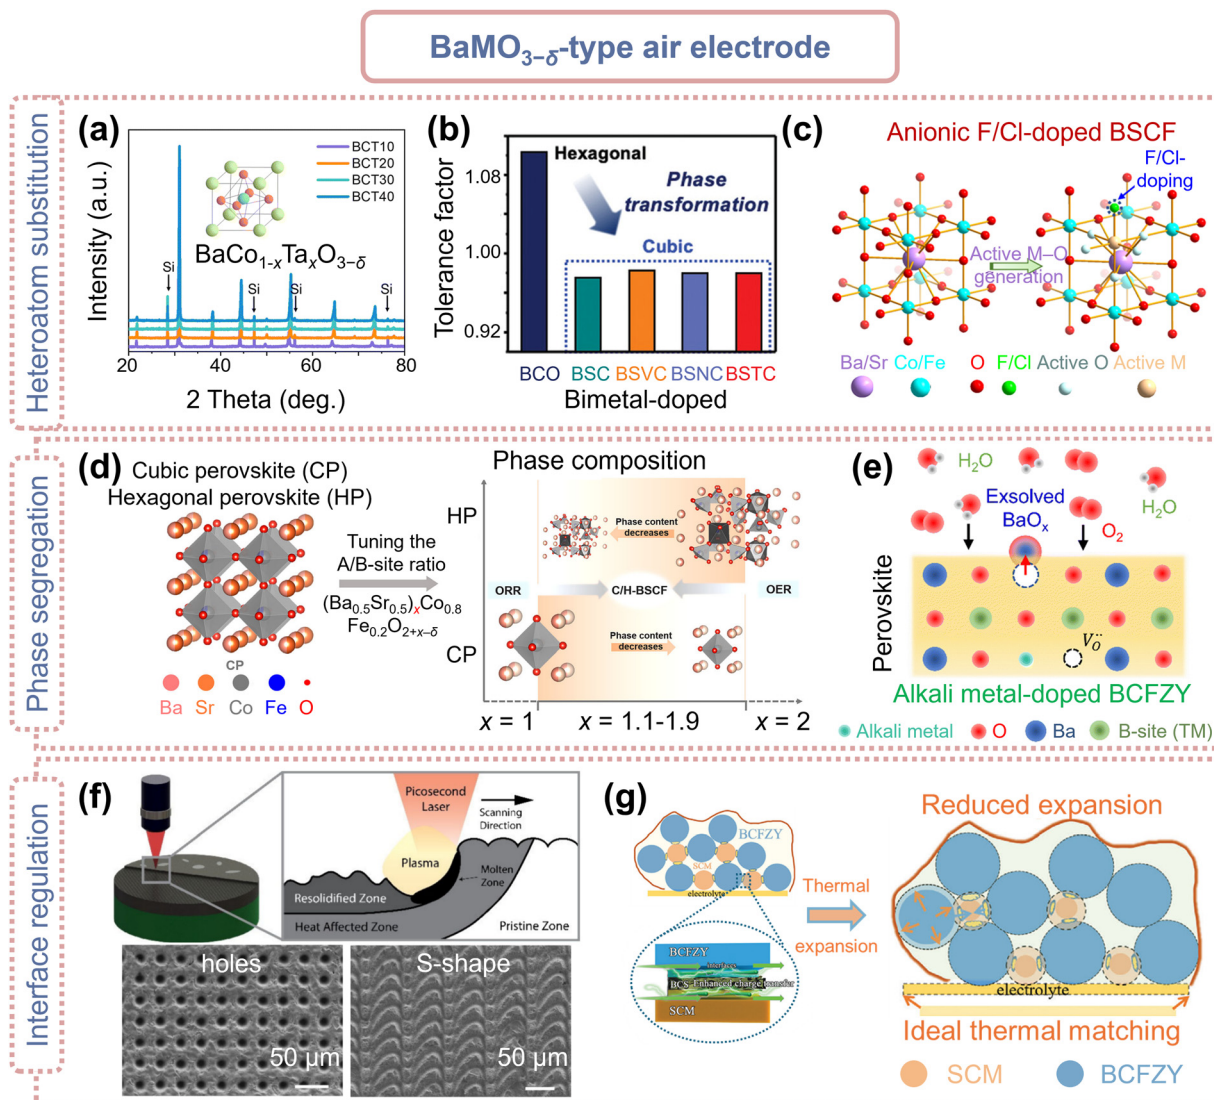 BaMO3−δ-type air electrode
Heteroatom substitution
(a)
Intensity (a.u.)
BCT10
BCT20
BCT30
BCT40
BaCo1-xTaxO3−δ
Si
Si
Si
Si
20
40
60
80
2 Theta (deg.)
(b)
Tolerance factor
1.08
1.00
0.92
Hexagonal
Phase
transformation
Cubic
BCO
BSC
BSVC
BSNC
BSTC
Bimetal-doped
(c)
Anionic F/Cl-doped BSCF
F/Cl-
doping
Active M–O
generation
Ba/Sr
Co/Fe
O
F/Cl
Active O
Active M
Phase segregation
(d)
Cubic perovskite (CP)
Hexagonal perovskite (HP)
CP
Ba
Sr
Co
Fe
O
Tuning the
A/B-site ratio
(Ba0.5Sr0.5)xCo0.8
Fe0.2O2+x−δ
Phase composition
HP
CP
Phase content
decreases
ORR
C/H-BSCF
OER
Phase content
decreases
x = 1
x = 1.1-1.9
x = 2
(e)
H2O
Exsolved
BaOx
H2O
O2
Perovskite
VÖ
Alkali metal-doped BCFZY
Alkali metal
O
Ba
B-site (TM)
Interface regulation
(f)
Picosecond
Laser
Scanning
Direction
Plasma
Molten
Zone
Resolidified Zone
Heat Affected Zone
Pristine Zone
holes
50 μm
S-shape
50 μm
(g)
BCFZY
SCM
electrolyte
BCFZY
interfaces
BCS
Enhanced charge transfer
SCM
Thermal
expansion
Reduced expansion
electrolyte
Ideal thermal matching
SCM
BCFZY